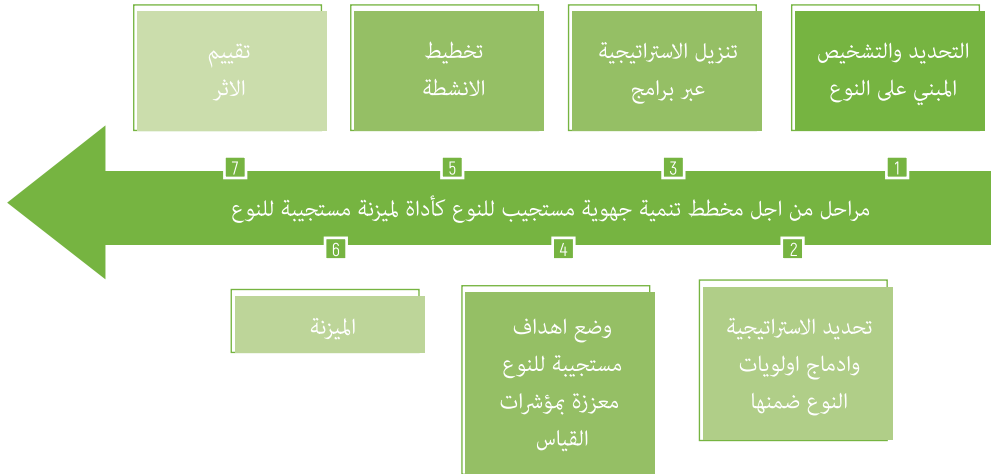 التحديد والتشخيص
المبني على النوع
تنزيل الاستراتيجية
عبر برامج
تخطيط
الانشطة
تقييم
الاثر
1
3
5
7
مراحل من اجل مخطط تنمية جهوية مستجيب للنوع كأداة لميزنة مستجيبة للنوع
2
4
6
تحديد الاستراتيجية
وادماج اولويات
النوع ضمنها
وضع اهداف
مستجيبة للنوع
معززة بمؤشرات
القياس
الميزنة